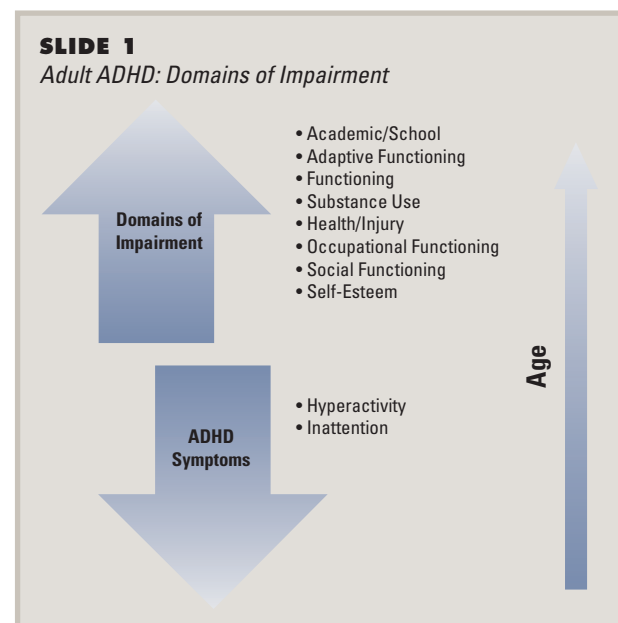 SLIDE 1
Adult ADHD: Domains of Impairment
Domains of
Impairment
• Academic/School
• Adaptive Functioning
• Functioning
• Substance Use
• Health/Injury
• Occupational Functioning
• Social Functioning
• Self-Esteem
ADHD
Symptoms
• Hyperactivity
• Inattention
Age